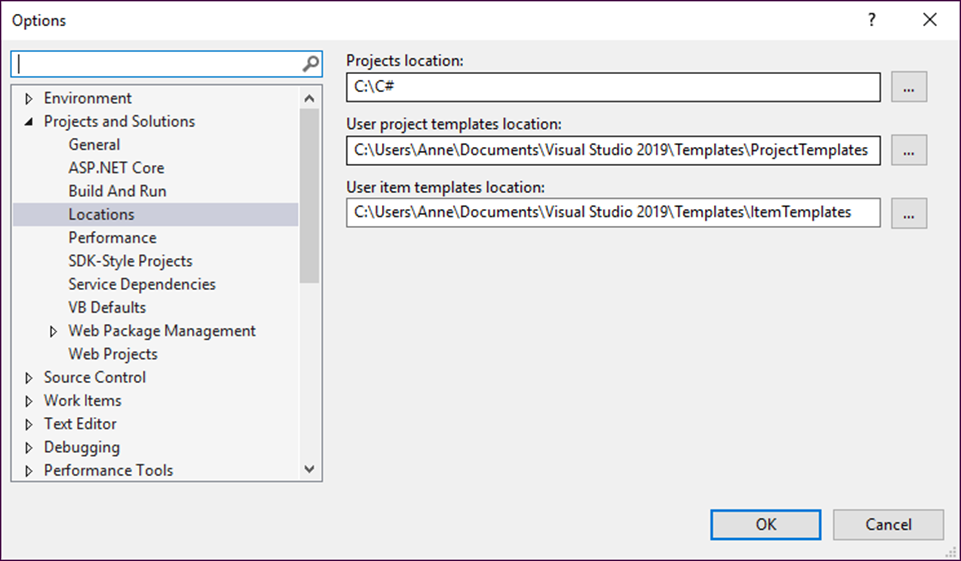 Options
?
Environment
Projects and Solutions
General
ASP.NET Core
Build And Run
Locations
Performance
SDK-Style Projects
Service Dependencies
VB Defaults
Web Package Management
Web Projects
Source Control
Work Items
Text Editor
Debugging
Performance Tools
Projects location:
C:\C#
...
User project templates location:
C:\Users\Anne\Documents\Visual Studio 2019\Templates\ProjectTemplates
...
User item templates location:
C:\Users\Anne\Documents\Visual Studio 2019\Templates\ItemTemplates
...
OK
Cancel